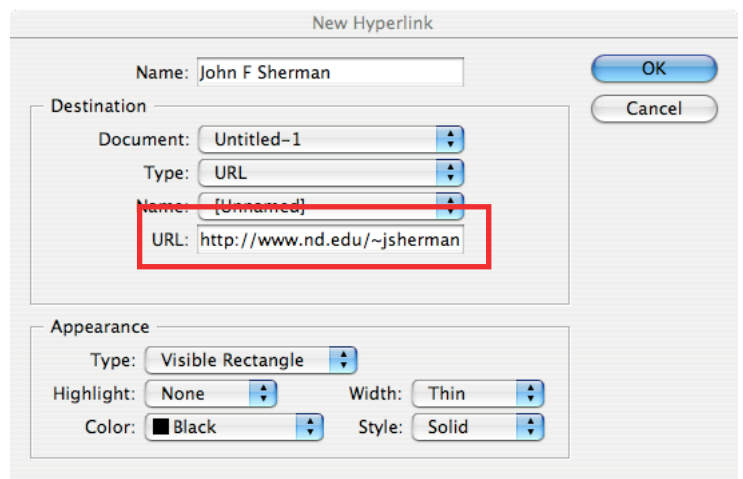 New Hyperlink
Name: John F Sherman
OK
Destination
Cancel
Document: Untitled-1
Type: URL
Name: [Unnamed]
URL: http://www.nd.edu/~jsherman
Appearance
Type: Visible Rectangle
Highlight: None Width: Thin
Color: Black Style: Solid